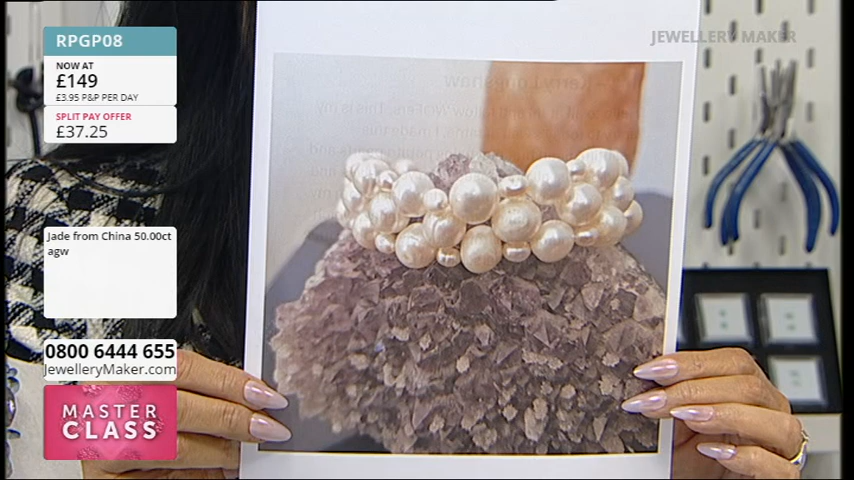 RPGP08
NOW AT
£149
£3.95 P&P PER DAY
SPLIT PAY OFFER
£37.25
Jade from China 50.00ct
agw
0800 6444 655
JewelleryMaker.com
MASTER
CLASS
JEWELLERY MAKER